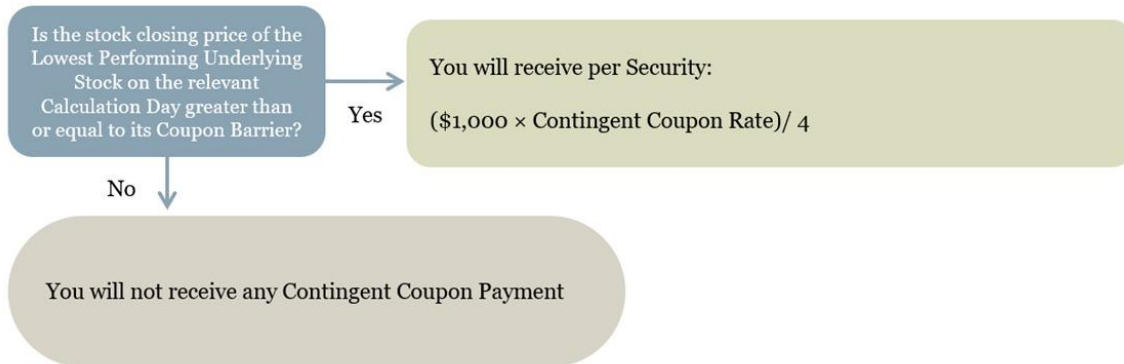 Is the stock closing price of the
Lowest Performing Underlying
Stock on the relevant
Calculation Day greater than
or equal to its Coupon Barrier?
Yes
You will receive per Security:
($1,000 × Contingent Coupon Rate)/ 4
No
You will not receive any Contingent Coupon Payment